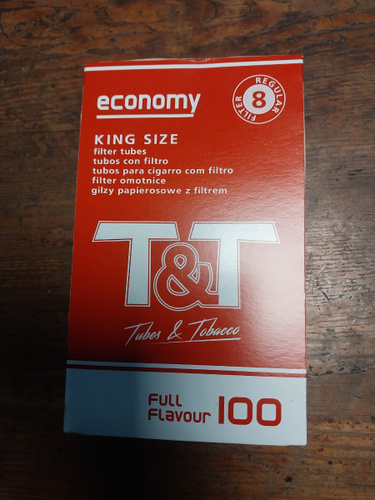 economy
REGULAR
8
FILTER
KING SIZE
filter tubes
tubos con filtro
tubos para cigarro com filtro
filter omotnice
gilzy papierosowe z filtrem
T&T
Tubes & Tobacco
Full
Flavour 100